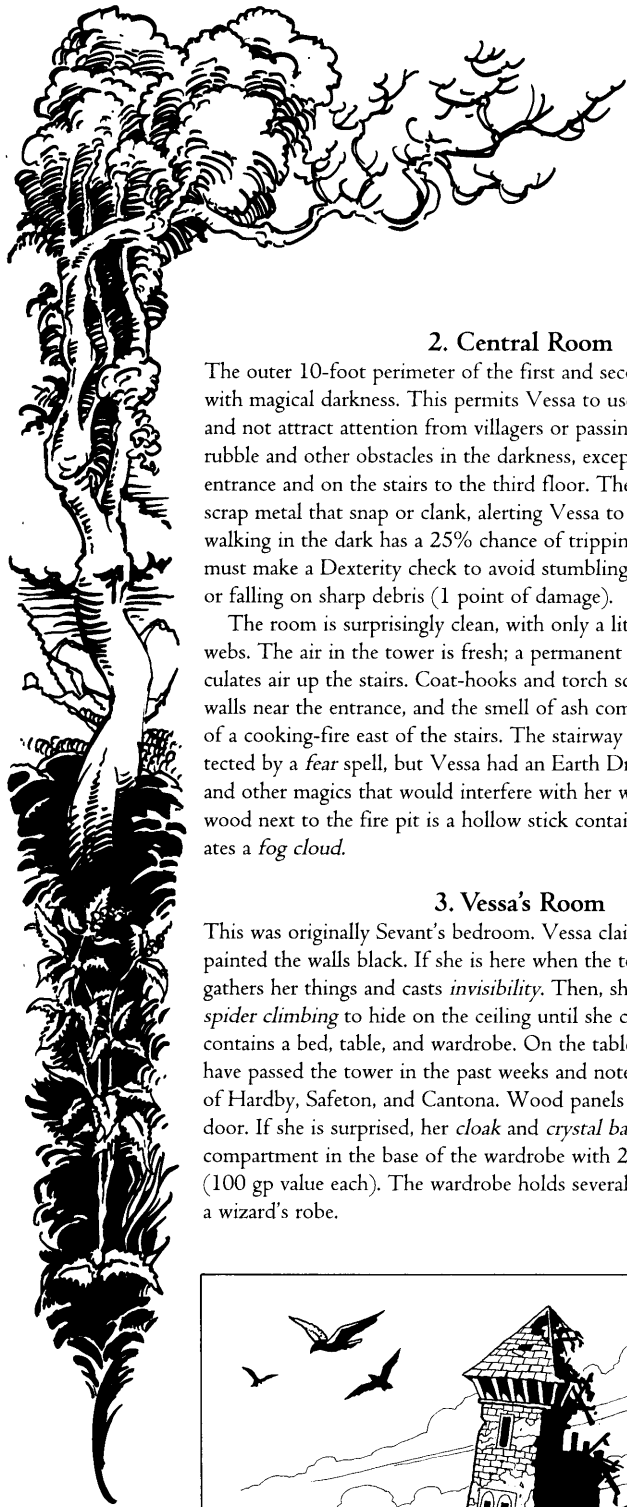 2. Central Room
The outer 10-foot perimeter of the first and sec
with magical darkness. This permits Vessa to us
and not attract attention from villagers or passin
rubble and other obstacles in the darkness, excep
entrance and on the stairs to the third floor. The
scrap metal that snap or clank, alerting Vessa to
walking in the dark has a 25% chance of trippin
must make a Dexterity check to avoid stumbling
or falling on sharp debris (1 point of damage).
The room is surprisingly clean, with only a lit
webs. The air in the tower is fresh; a permanent
culates air up the stairs. Coat-hooks and torch sc
walls near the entrance, and the smell of ash com
of a cooking-fire east of the stairs. The stairway
tected by a fear spell, but Vessa had an Earth Dr
and other magics that would interfere with her w
wood next to the fire pit is a hollow stick contai
ates a fog cloud.
3. Vessa's Room
This was originally Sevant's bedroom. Vessa clai
painted the walls black. If she is here when the t
gathers her things and casts invisibility. Then, sh
spider climbing to hide on the ceiling until she c
contains a bed, table, and wardrobe. On the tabl
have passed the tower in the past weeks and note
of Hardby, Safeton, and Cantona. Wood panels
door. If she is surprised, her cloak and crystal ba
compartment in the base of the wardrobe with 2
(100 gp value each). The wardrobe holds several
a wizard's robe.